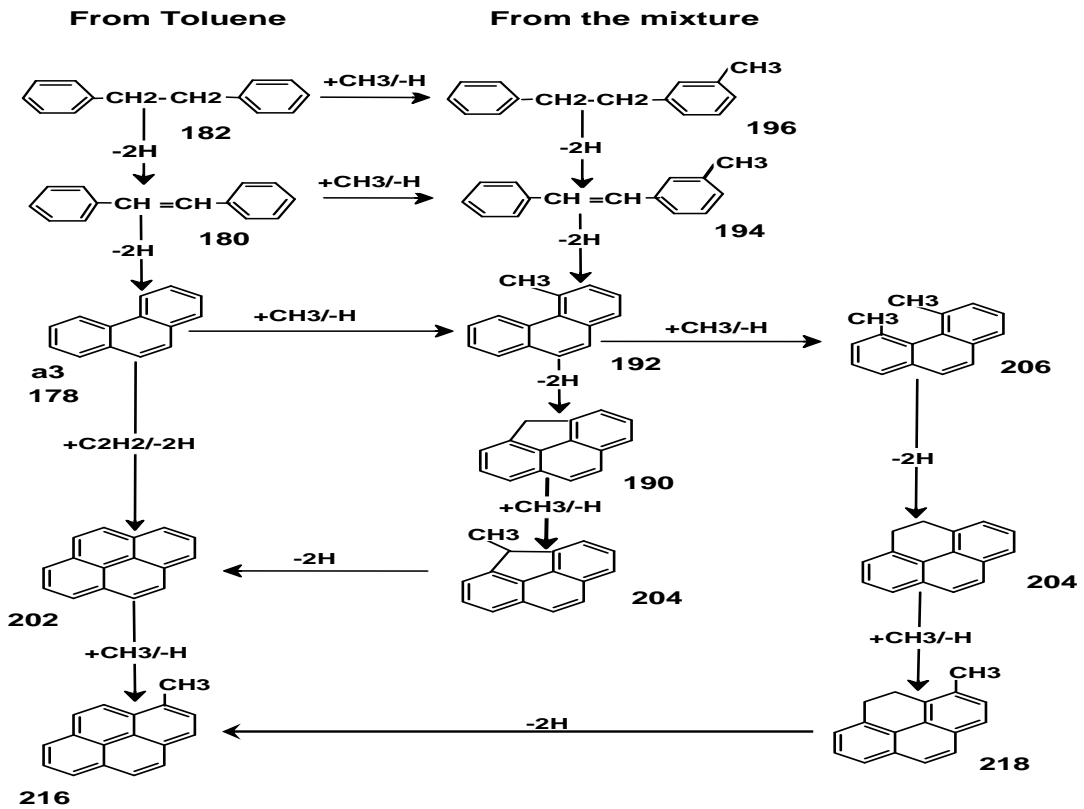 From Toluene
From the mixture
CH3
+CH3/-H
CH2-CH2
CH2-CH2
182
196
-2H
-2H
CH3
+CH3/-H
CH =CH
CH =CH
180
194
-2H
-2H
CH3
CH3
+CH3/-H
CH3
+CH3/-H
a3
192
206
178
-2H
+C2H2/-2H
-2H
190
+CH3/-H
CH3
-2H
204
204
202
+CH3/-H
+CH3/-H
CH3
CH3
-2H
218
216